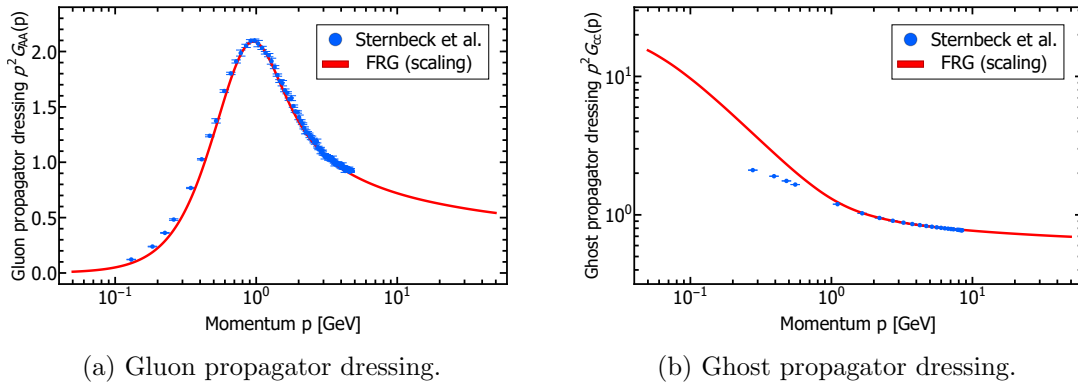 Gluon propagator dressing p²G_AA(p)
2.0
1.5
1.0
0.5
0.0
Sternbeck et al.
FRG (scaling)
10⁻¹ 10⁰ 10¹
Momentum p [GeV]
(a) Gluon propagator dressing.
Ghost propagator dressing p²G_cc(p)
10¹
10⁰
Sternbeck et al.
FRG (scaling)
10⁻¹ 10⁰ 10¹
Momentum p [GeV]
(b) Ghost propagator dressing.